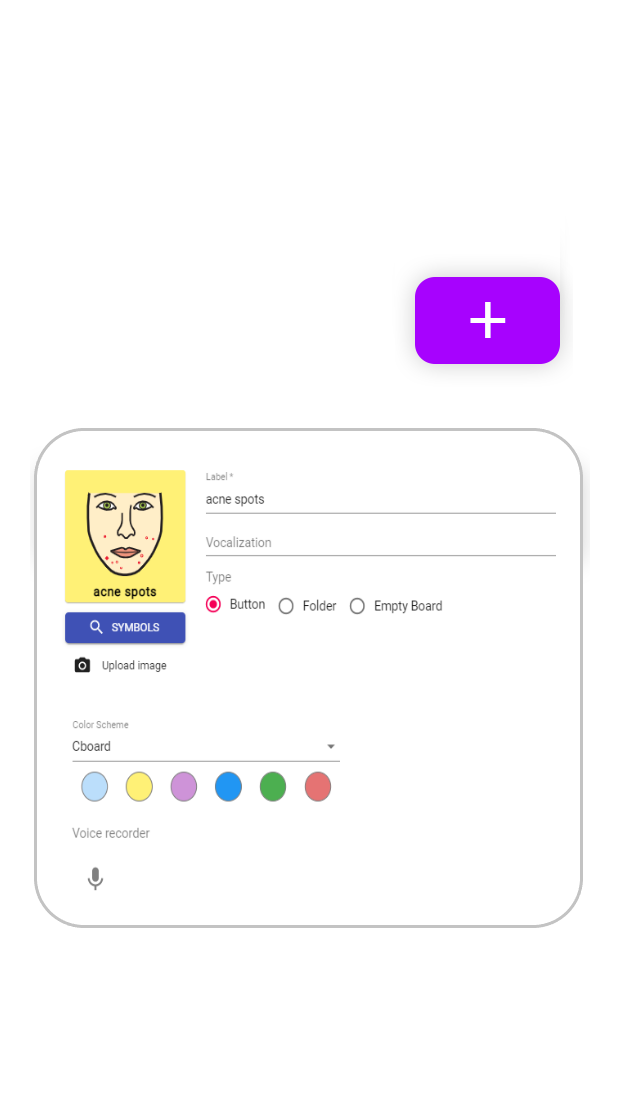 Label *
acne spots
Vocalization
Type
Button Folder Empty Board
acne spots
SYMBOLS
Upload image
Color Scheme
Cboard
Voice recorder